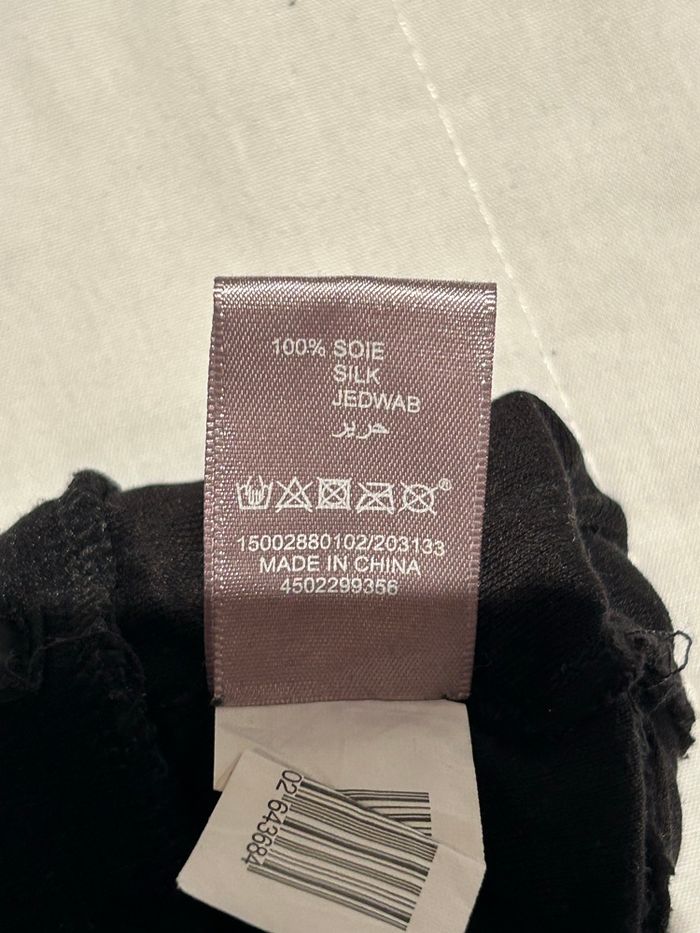 100% SOIE
SILK
JEDWAB
حرير
®
15002880102/203133
MADE IN CHINA
4502299356
02643684